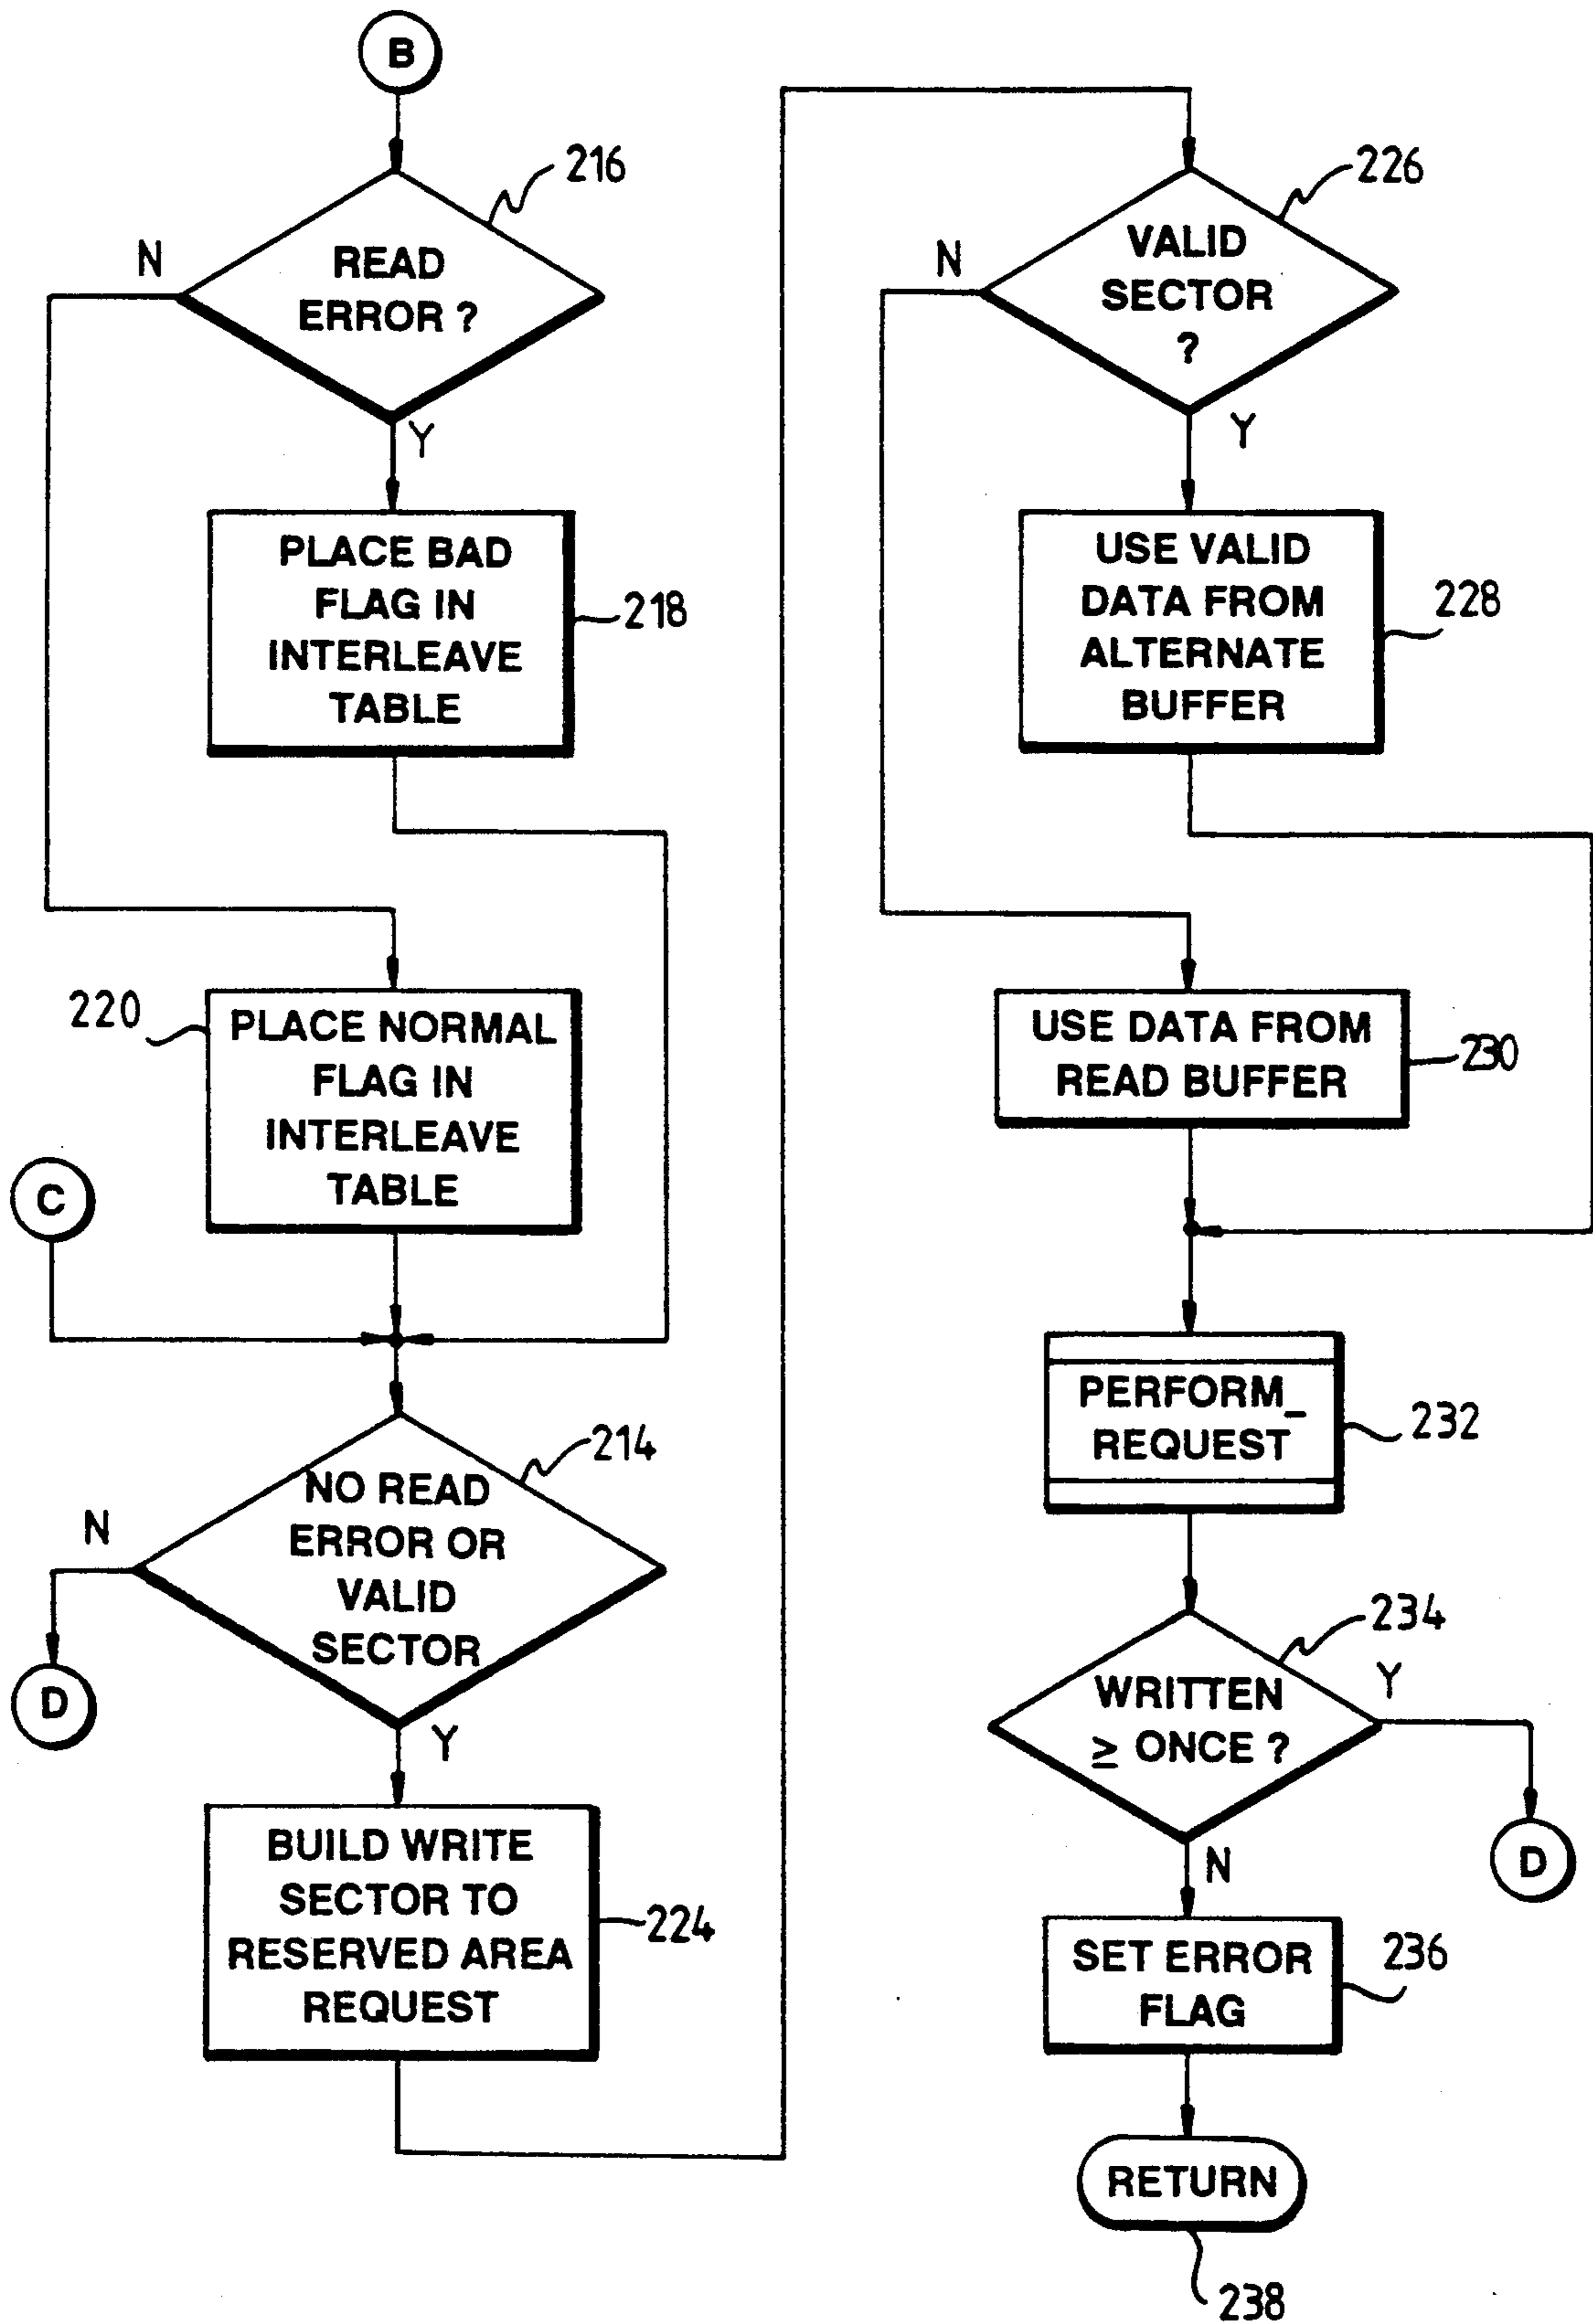 B
216
N
READ
ERROR ?
Y
PLACE BAD
FLAG IN
INTERLEAVE
TABLE
218
220
PLACE NORMAL
FLAG IN
INTERLEAVE
TABLE
C
214
N
NO READ
ERROR OR
VALID
SECTOR
D
Y
BUILD WRITE
SECTOR TO
RESERVED AREA
REQUEST
224
226
N
VALID
SECTOR
?
Y
USE VALID
DATA FROM
ALTERNATE
BUFFER
228
USE DATA FROM
READ BUFFER
230
PERFORM_
REQUEST
232
234
WRITTEN
≥ ONCE ?
Y
D
N
SET ERROR
FLAG
236
RETURN
238